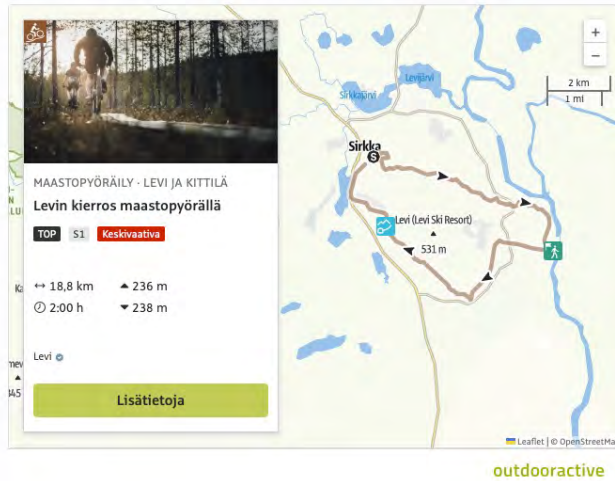 MAASTOPYÖRÄILY · LEVI JA KITTILÄ
Levin kierros maastopyörällä
TOP S1 Keskivaativa
↔ 18,8 km ▲ 236 m
2:00 h ▼ 238 m
Levi
Lisätietoja
Levijärvi
Sirkkajärvi
Sirkka
S
Levi (Levi Ski Resort)
▲
531 m
+
−
2 km
1 mi
Leaflet | © OpenStreetMa
outdooractive